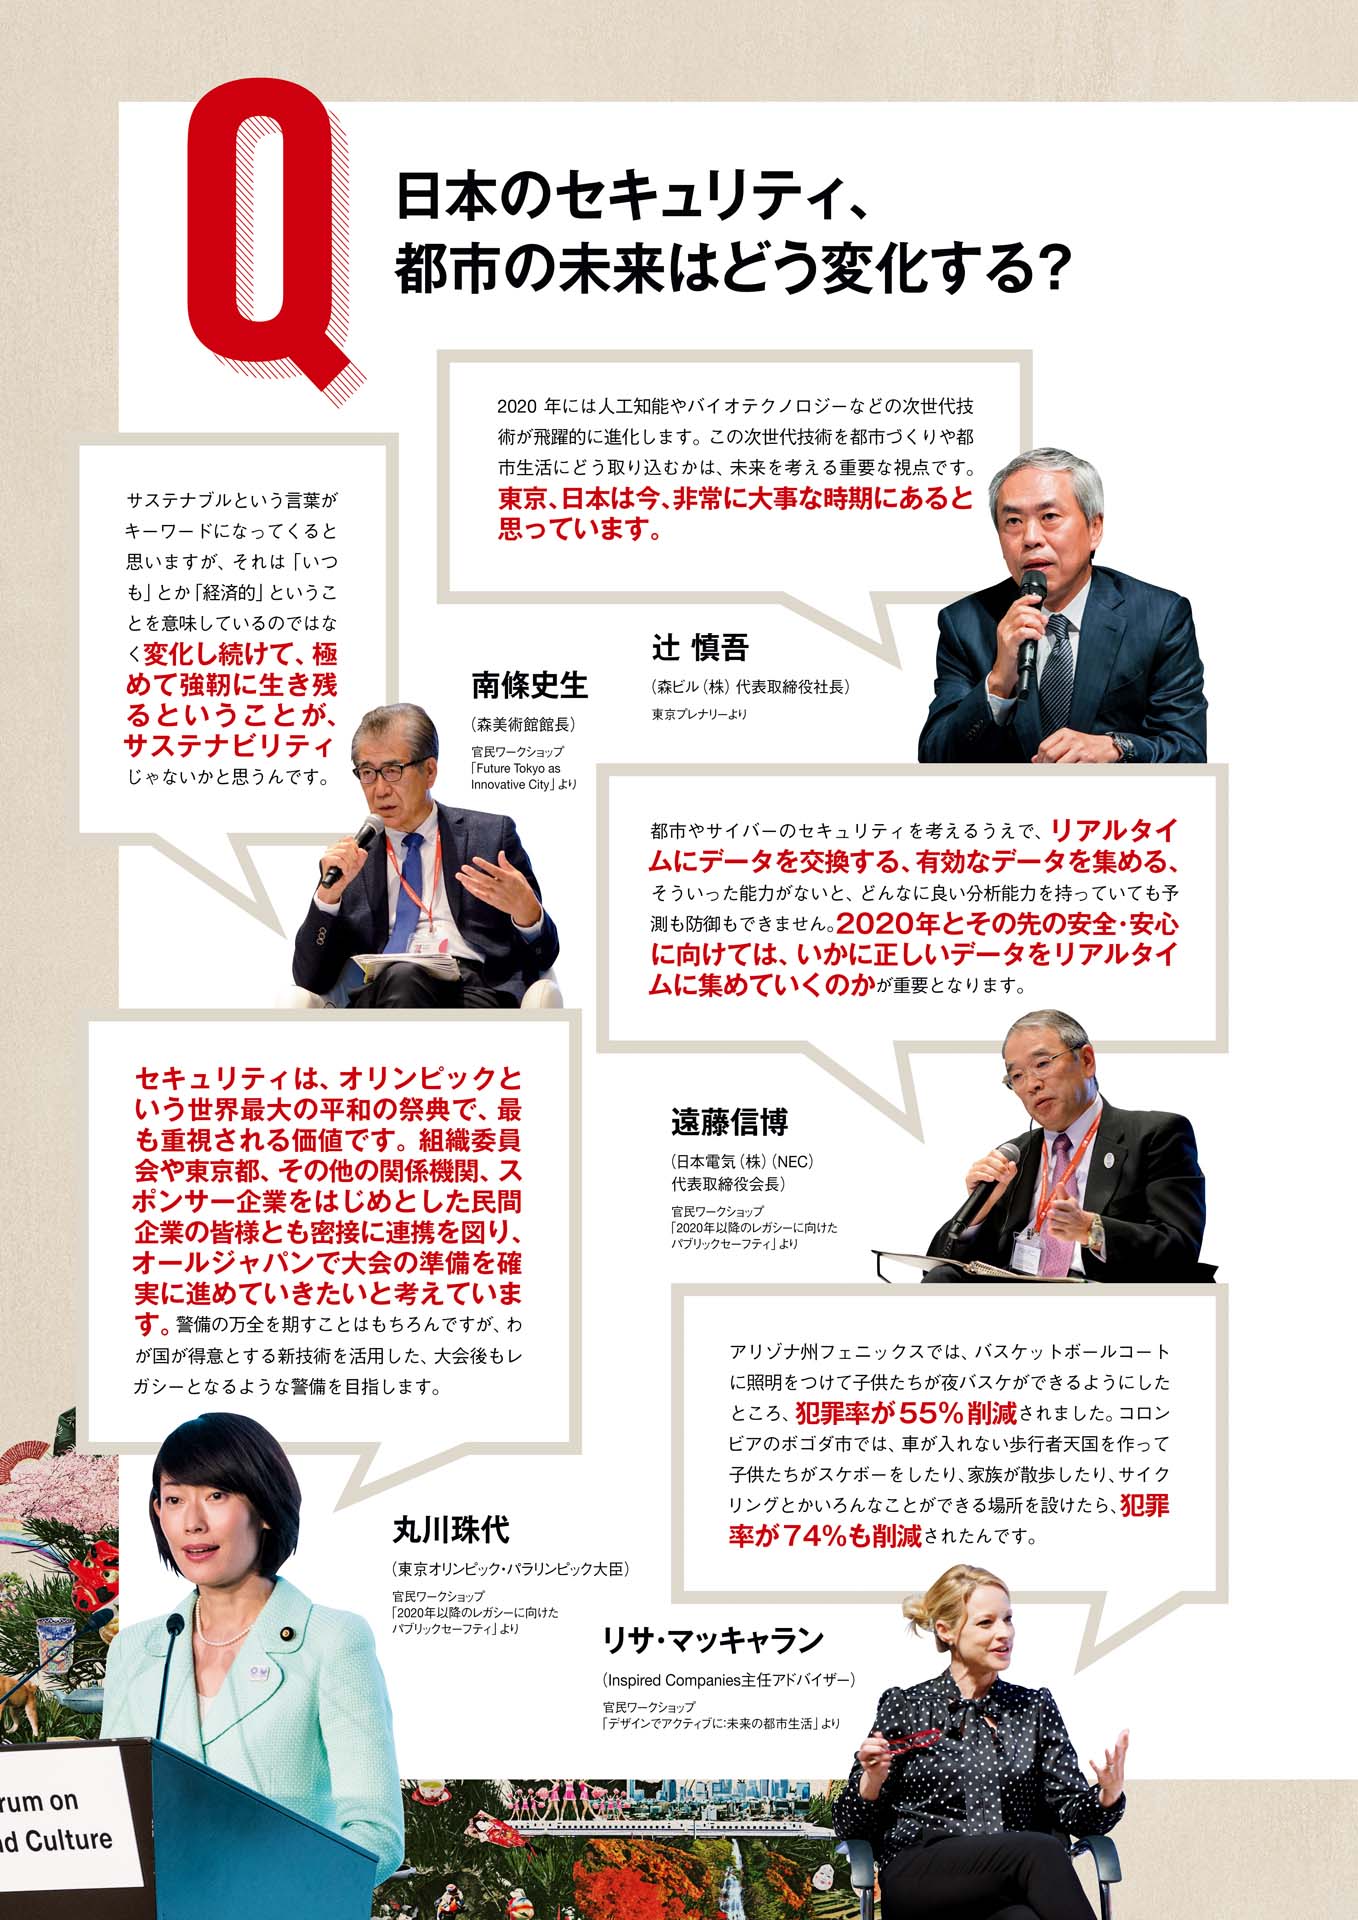 Q
日本のセキュリティ、
都市の未来はどう変化する?
2020 年には人工知能やバイオテクノロジーなどの次世代技
術が飛躍的に進化します。この次世代技術を都市づくりや都
市生活にどう取り込むかは、未来を考える重要な視点です。
東京、日本は今、非常に大事な時期にあると
思っています。
辻 慎吾
(森ビル(株) 代表取締役社長)
東京プレナリーより
サステナブルという言葉が
キーワードになってくると
思いますが、それは「いつ
も」とか「経済的」というこ
とを意味しているのではな
く変化し続けて、極
めて強靭に生き残
るということが、
サステナビリティ
じゃないかと思うんです。
南條史生
(森美術館館長)
官民ワークショップ
「Future Tokyo as
Innovative City」より
都市やサイバーのセキュリティを考えるうえで、リアルタイ
ムにデータを交換する、有効なデータを集める、
そういった能力がないと、どんなに良い分析能力を持っていても予
測も防御もできません。2020年とその先の安全・安心
に向けては、いかに正しいデータをリアルタイ
ムに集めていくのかが重要となります。
遠藤信博
(日本電気(株)(NEC)
代表取締役会長)
官民ワークショップ
「2020年以降のレガシーに向けた
パブリックセーフティ」より
セキュリティは、オリンピックと
いう世界最大の平和の祭典で、最
も重視される価値です。組織委員
会や東京都、その他の関係機関、ス
ポンサー企業をはじめとした民間
企業の皆様とも密接に連携を図り、
オールジャパンで大会の準備を確
実に進めていきたいと考えていま
す。警備の万全を期すことはもちろんですが、わ
が国が得意とする新技術を活用した、大会後もレ
ガシーとなるような警備を目指します。
丸川珠代
(東京オリンピック・パラリンピック大臣)
官民ワークショップ
「2020年以降のレガシーに向けた
パブリックセーフティ」より
アリゾナ州フェニックスでは、バスケットボールコート
に照明をつけて子供たちが夜バスケができるようにした
ところ、犯罪率が55%削減されました。コロン
ビアのボゴダ市では、車が入れない歩行者天国を作って
子供たちがスケボーをしたり、家族が散歩したり、サイク
リングとかいろんなことができる場所を設けたら、犯罪
率が74%も削減されたんです。
リサ・マッキャラン
(Inspired Companies主任アドバイザー)
官民ワークショップ
「デザインでアクティブに:未来の都市生活」より
rum on
nd Culture